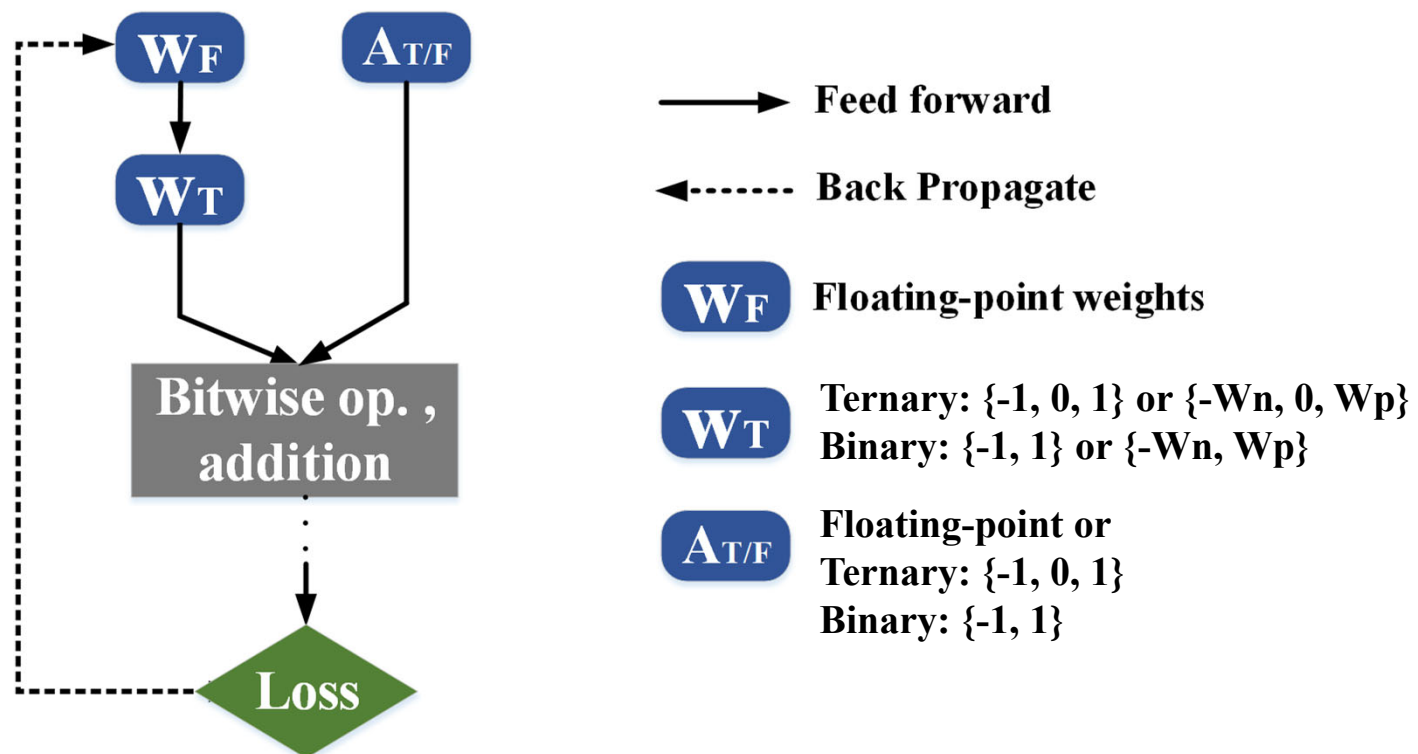 WF
AT/F
WT
Bitwise op. ,
addition
Loss
Feed forward
Back Propagate
WF
Floating-point weights
WT
Ternary: {-1, 0, 1} or {-Wn, 0, Wp}
Binary: {-1, 1} or {-Wn, Wp}
AT/F
Floating-point or
Ternary: {-1, 0, 1}
Binary: {-1, 1}